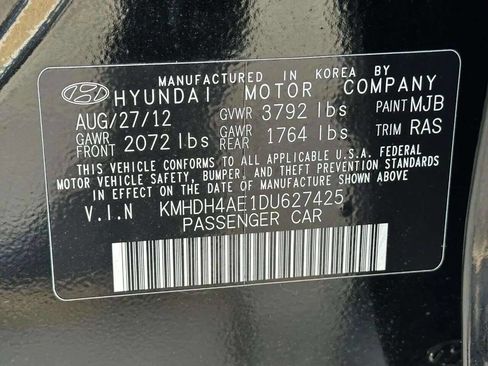 MANUFACTURED IN KOREA BY
HYUNDAI MOTOR COMPANY
AUG/27/12 GVWR 3792 lbs PAINT MJB
GAWR FRONT 2072 lbs GAWR REAR 1764 lbs TRIM RAS
THIS VEHICLE CONFORMS TO ALL APPLICABLE U.S.A. FEDERAL
MOTOR VEHICLE SAFETY, BUMPER, AND THEFT PREVENTION STANDARDS
IN EFFECT ON THE DATE OF MANUFACTURE SHOWN ABOVE.
V.I.N KMHDH4AE1DU627425
PASSENGER CAR